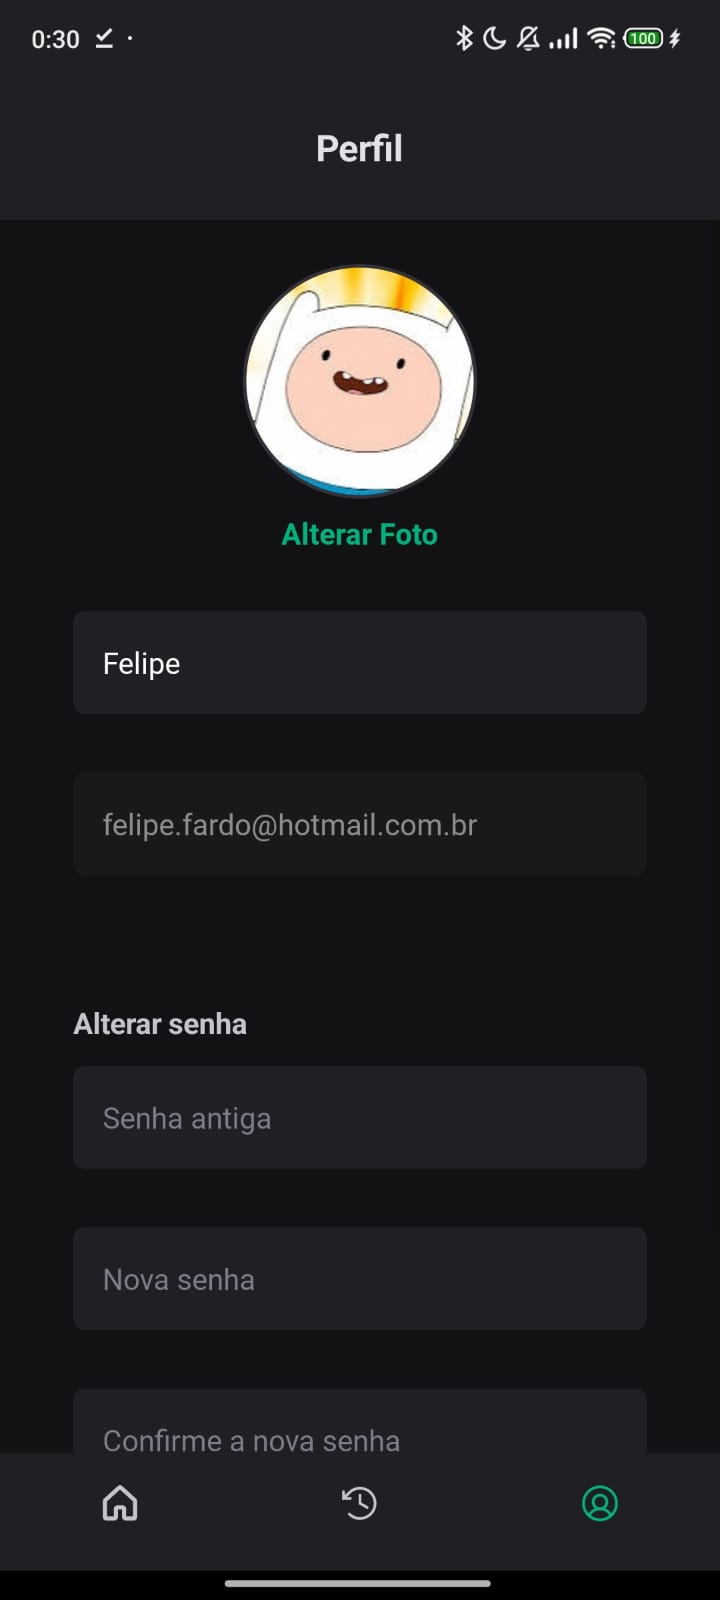 0:30
100
Perfil
Alterar Foto
Felipe
felipe.fardo@hotmail.com.br
Alterar senha
Senha antiga
Nova senha
Confirme a nova senha